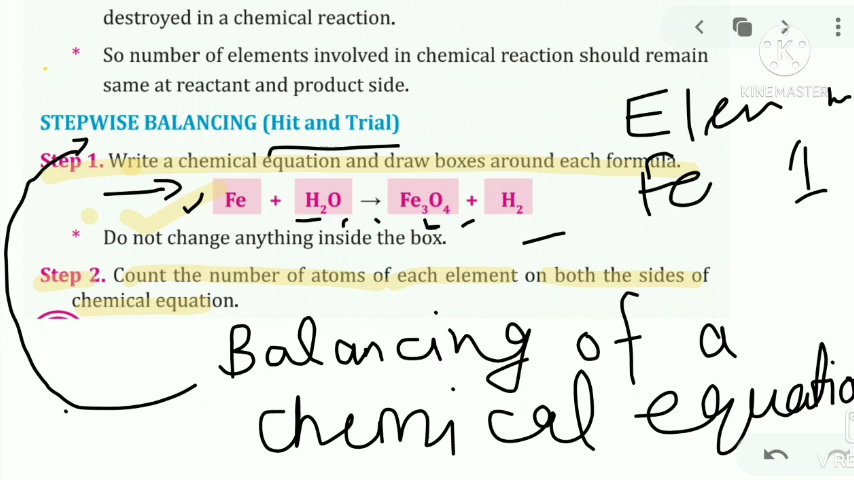 destroyed in a chemical reaction.
* So number of elements involved in chemical reaction should remain
same at reactant and product side.
KINEMASTER
Elem
STEPWISE BALANCING (Hit and Trial)
Step 1. Write a chemical equation and draw boxes around each formula.
Fe 1
Fe + H₂O → Fe₃O₄ + H₂
* Do not change anything inside the box.
Step 2. Count the number of atoms of each element on both the sides of
chemical equation.
Balancing of a
chemical equation